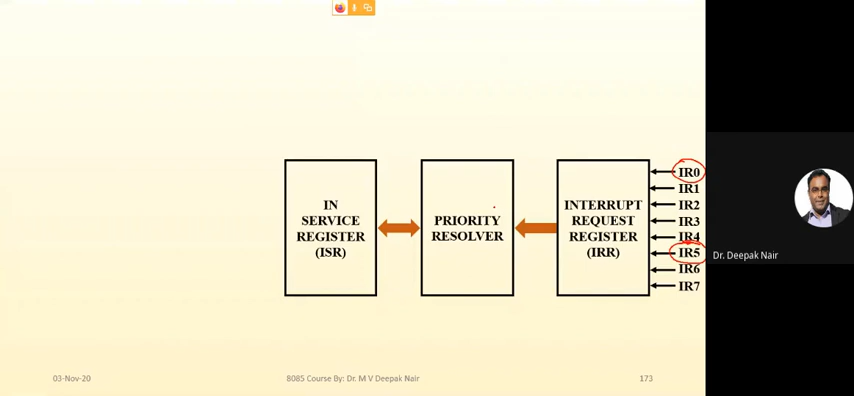 IN
SERVICE
REGISTER
(ISR)
PRIORITY
RESOLVER
INTERRUPT
REQUEST
REGISTER
(IRR)
IR0
IR1
IR2
IR3
IR4
IR5
IR6
IR7
Dr. Deepak Nair
03-Nov-20
8085 Course By: Dr. M V Deepak Nair
173